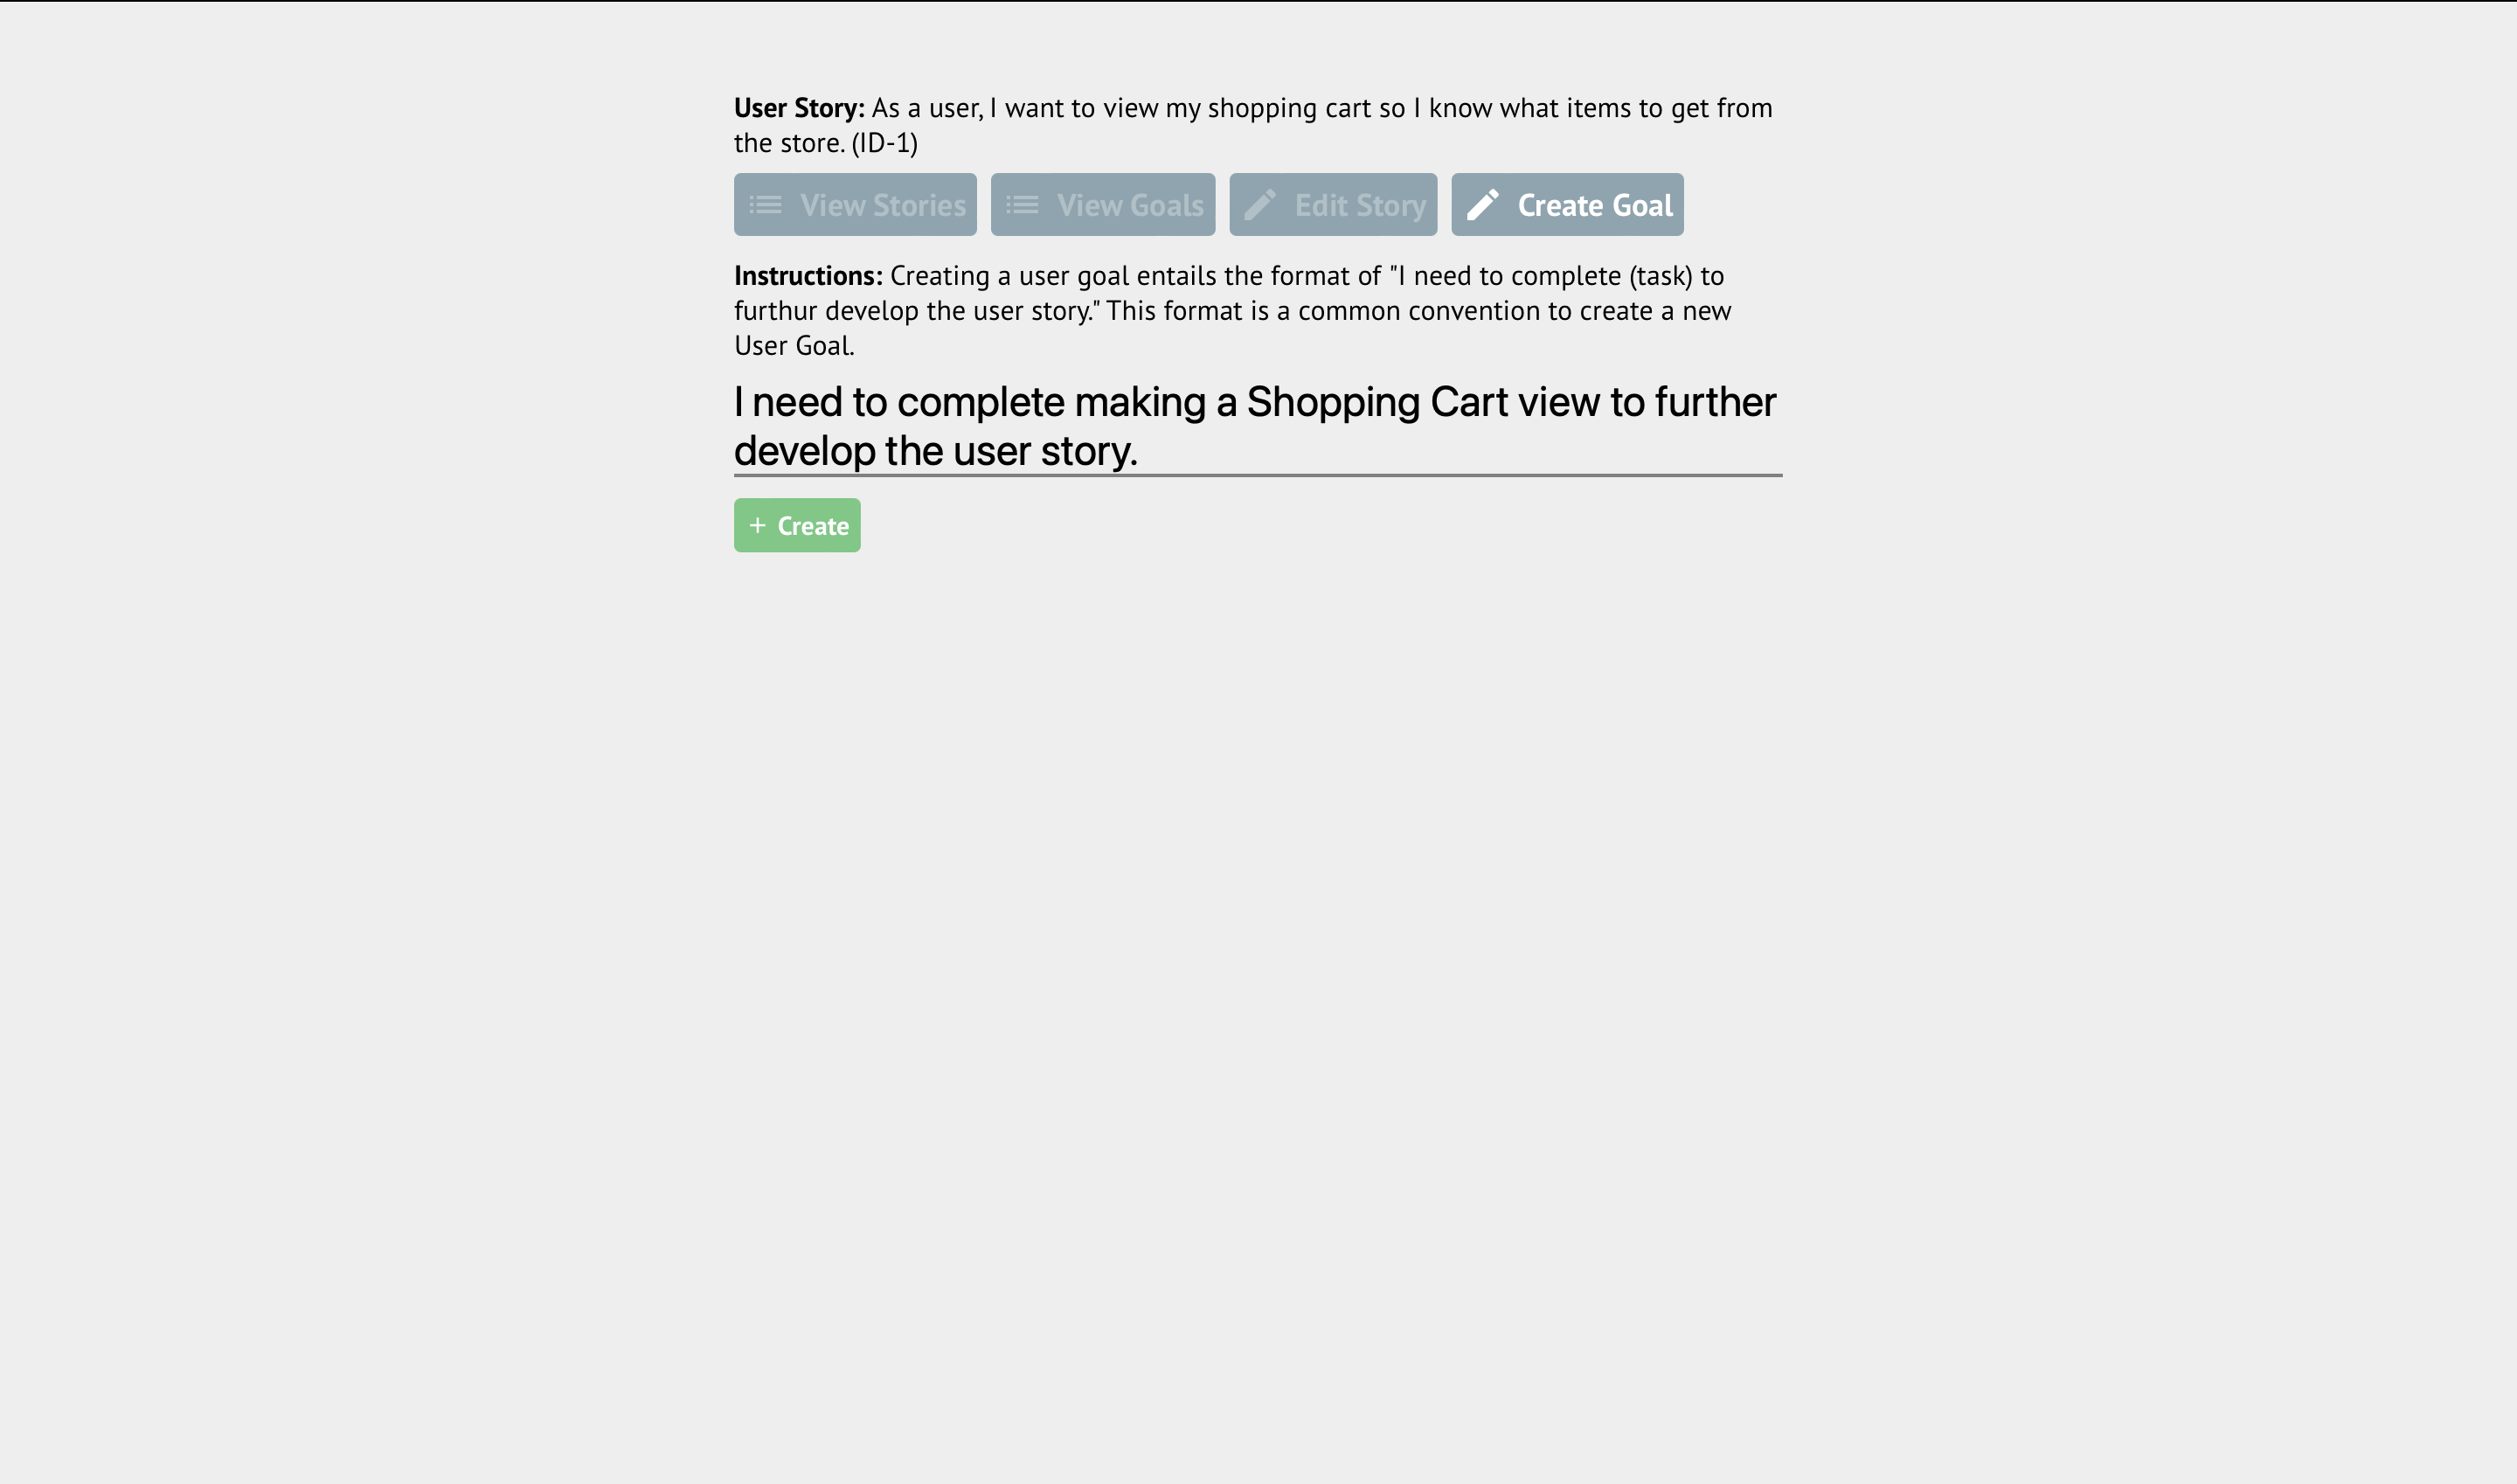 User Story: As a user, I want to view my shopping cart so I know what items to get from
the store. (ID-1)
View Stories View Goals Edit Story Create Goal
Instructions: Creating a user goal entails the format of "I need to complete (task) to
furthur develop the user story." This format is a common convention to create a new
User Goal.
I need to complete making a Shopping Cart view to further
develop the user story.
+ Create